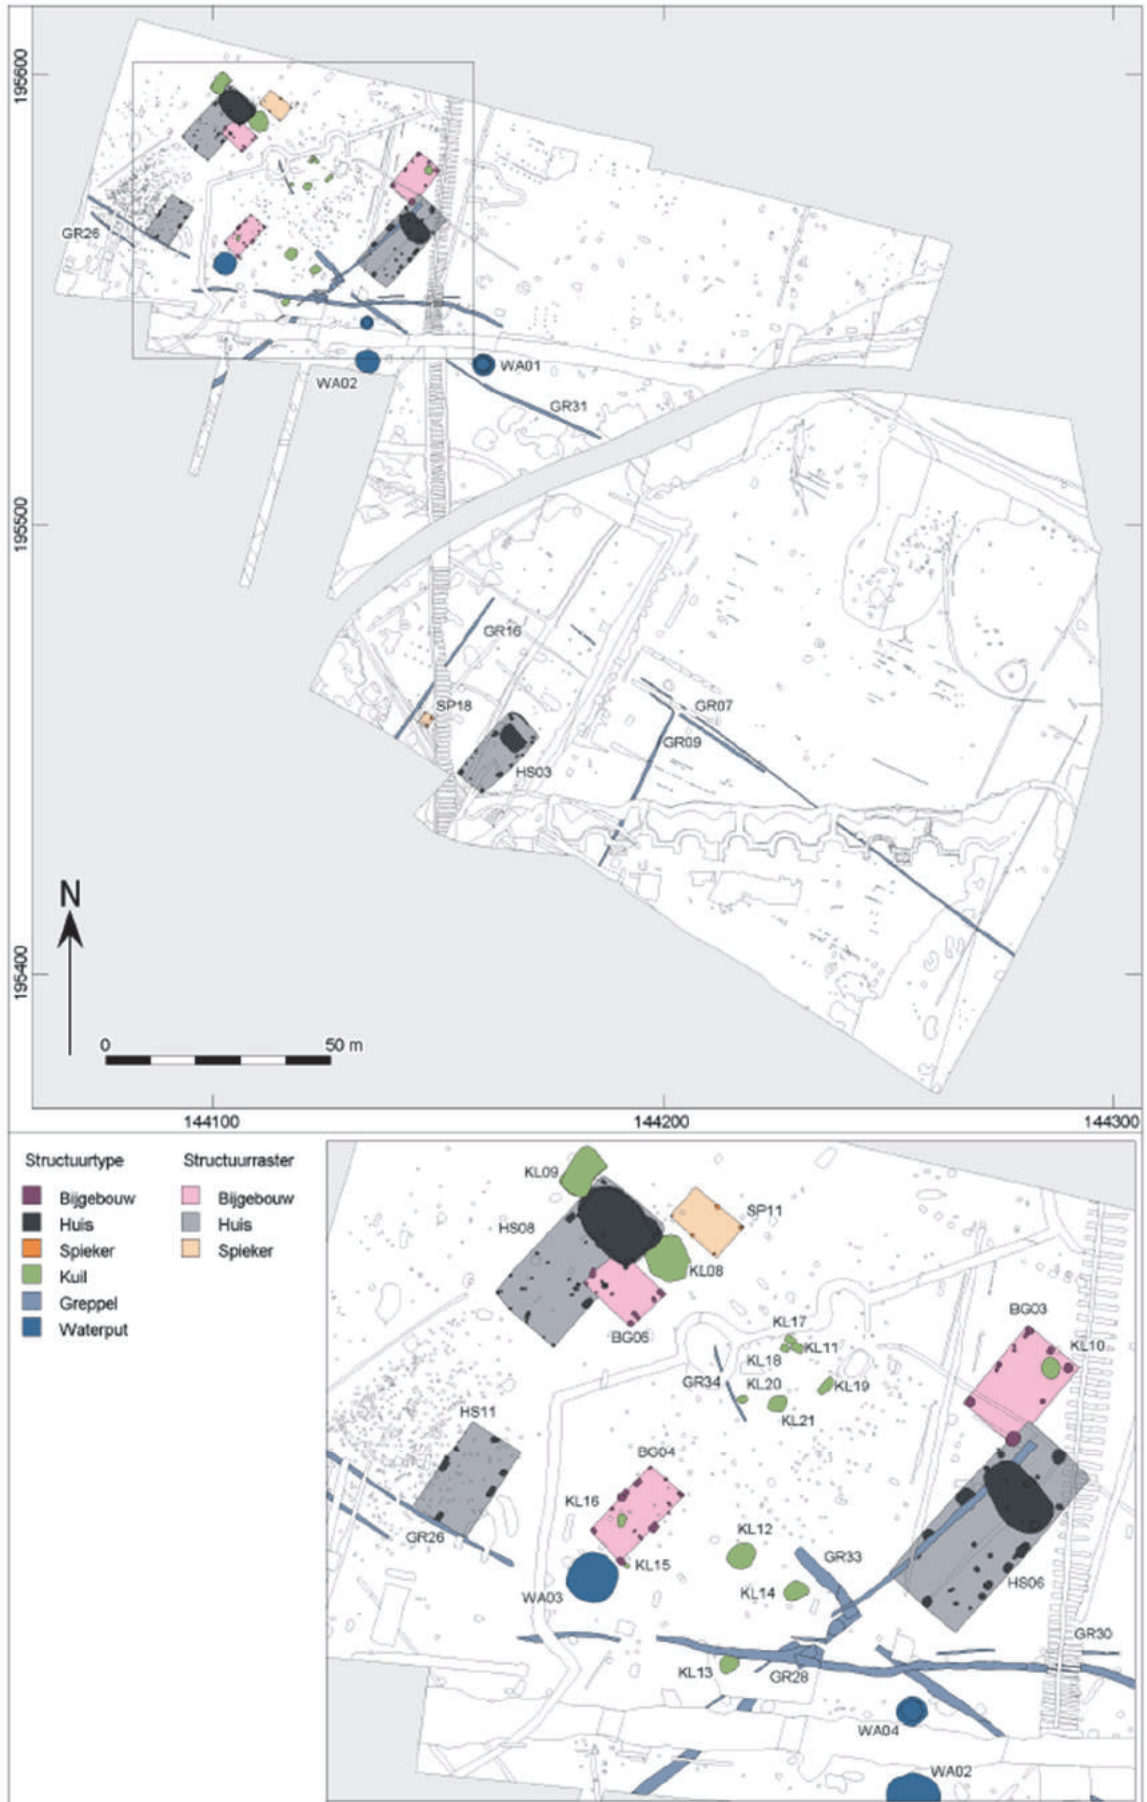 195600
GR26
WA02
WA01
GR31
195500
GR16
SP18
GR07
GR09
HS03
N
195400
0 50 m
144100 144200 144300
Structuurtype Structuurraster
Bijgebouw Bijgebouw
Huis Huis
Spieker Spieker
Kuil
Greppel
Waterput
KL09
HS08
SP11
KL08
BG06
BG03
KL17
KL10
KL11
KL18
GR34
KL20
KL19
KL21
HS11
BG04
KL16
KL12
GR26
GR33
KL15
WA03
KL14
HS06
GR30
KL13
GR28
WA04
WA02